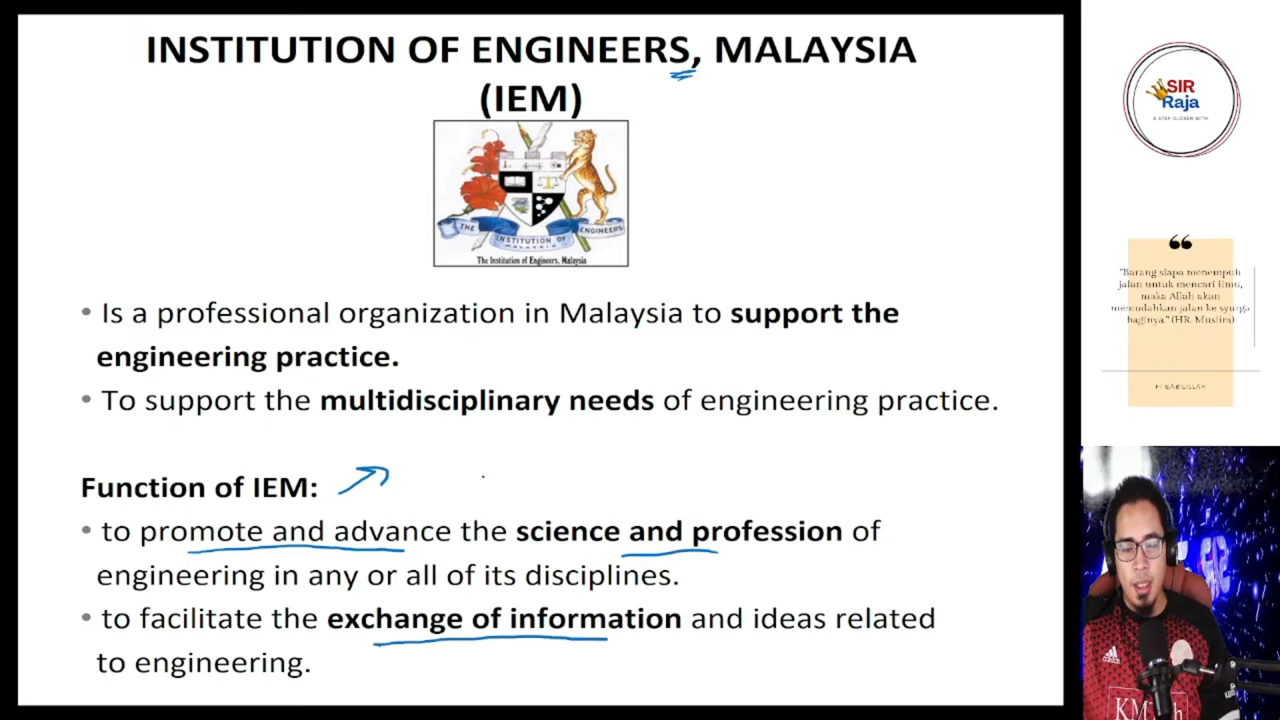 INSTITUTION OF ENGINEERS, MALAYSIA
(IEM)
THE INSTITUTION OF ENGINEERS
MALAYSIA
The Institution of Engineers, Malaysia
• Is a professional organization in Malaysia to support the
engineering practice.
• To support the multidisciplinary needs of engineering practice.
Function of IEM:
• to promote and advance the science and profession of
engineering in any or all of its disciplines.
• to facilitate the exchange of information and ideas related
to engineering.
SIR
Raja
A STEP CLOSER WITH
"Barang siapa menempuh
jalan untuk mencari ilmu,
maka Allah akan
memudahkan jalan ke syurga
baginya." (HR. Muslim)
FI SABILILLAH
adidas